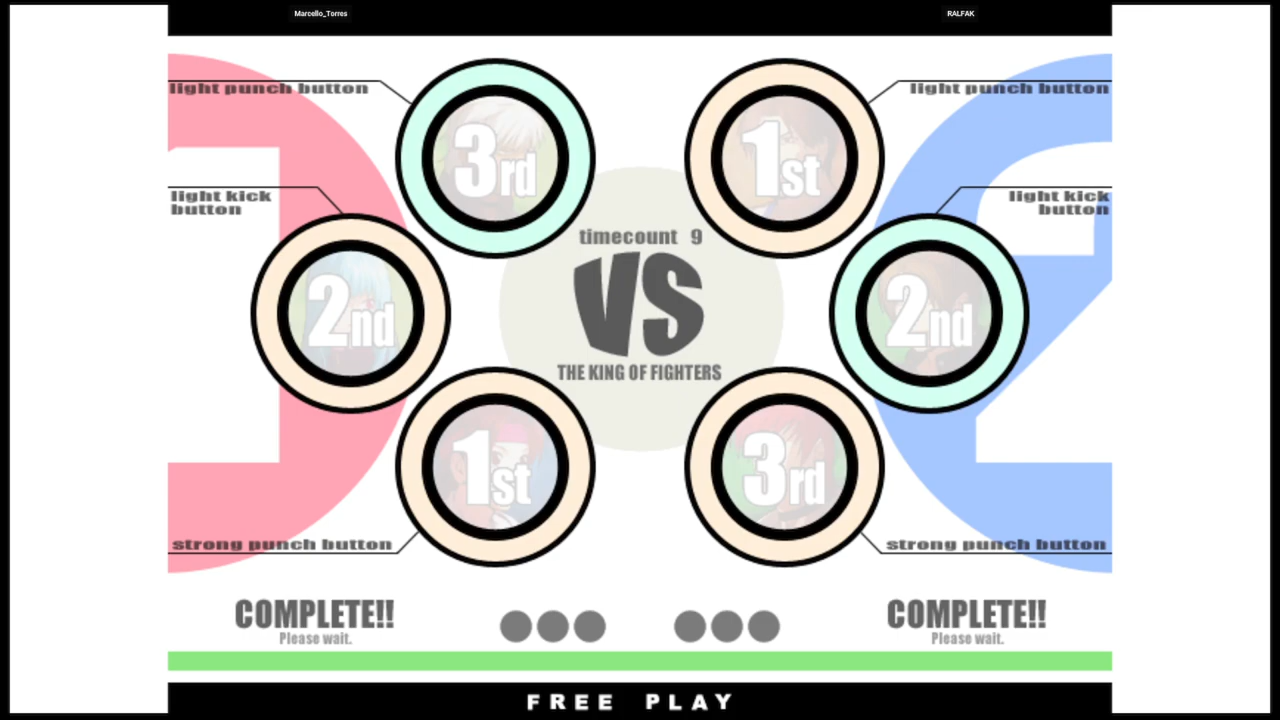 Marcello_Torres
RALFAK
light punch button
3rd
1st
light punch button
light kick
button
light kick
button
timecount 9
2nd
VS
2nd
THE KING OF FIGHTERS
1st
3rd
strong punch button
strong punch button
COMPLETE!!
Please wait.
COMPLETE!!
Please wait.
FREE PLAY
1
2